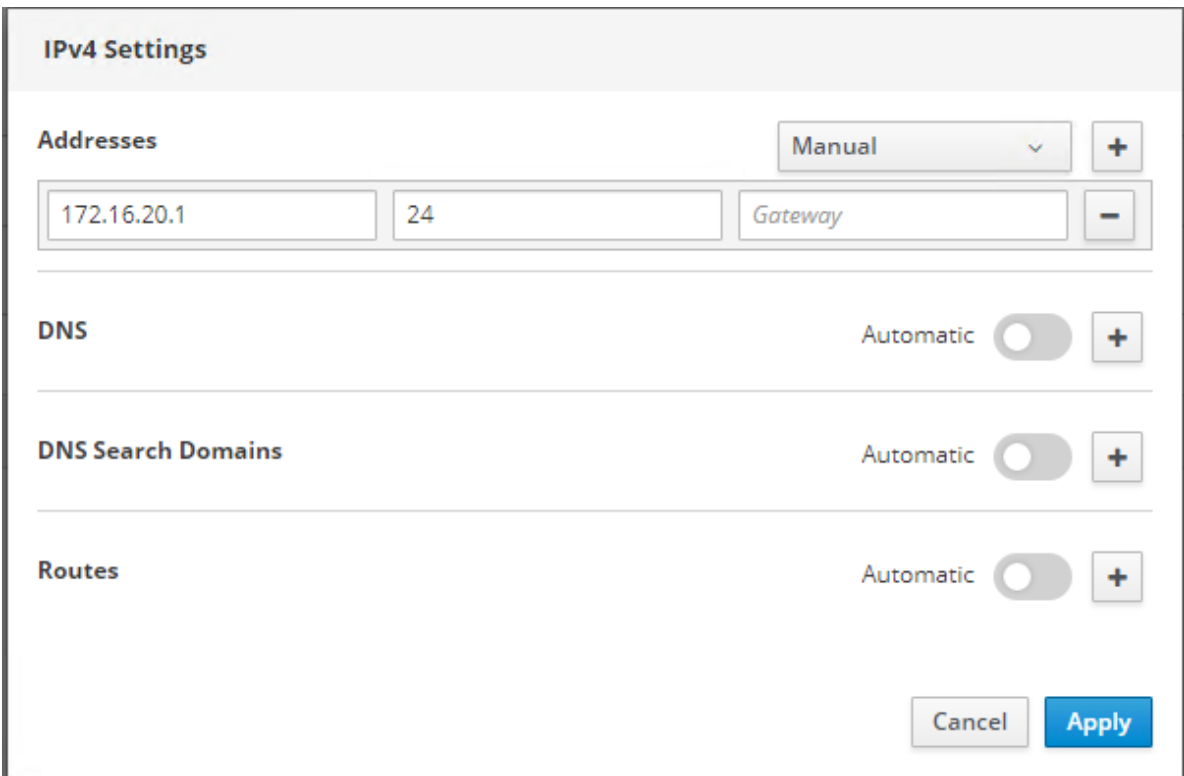 IPv4 Settings
Addresses
Manual
172.16.20.1 24 Gateway
DNS Automatic
DNS Search Domains Automatic
Routes Automatic
Cancel Apply